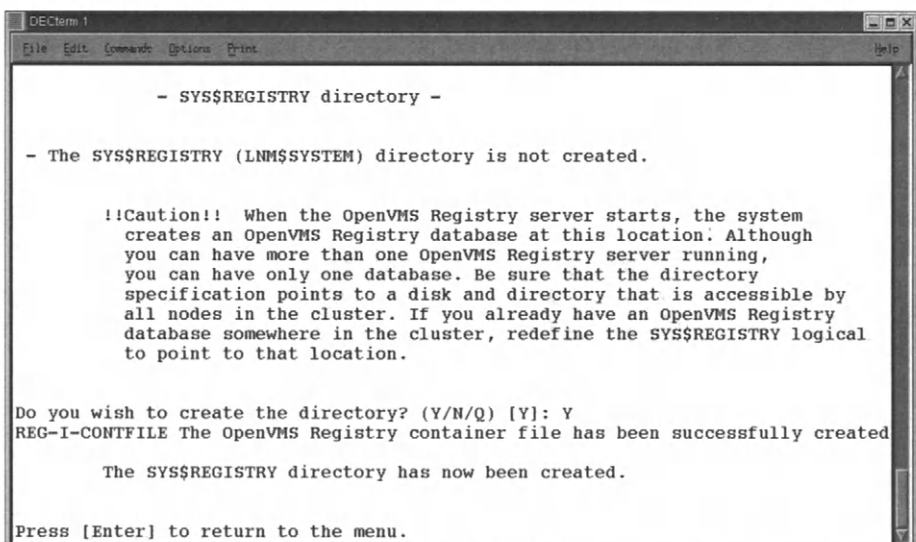 DECterm 1
File Edit Commands Options Print Help
- SYS$REGISTRY directory -
- The SYS$REGISTRY (LNM$SYSTEM) directory is not created.
!!Caution!! When the OpenVMS Registry server starts, the system
creates an OpenVMS Registry database at this location. Although
you can have more than one OpenVMS Registry server running,
you can have only one database. Be sure that the directory
specification points to a disk and directory that is accessible by
all nodes in the cluster. If you already have an OpenVMS Registry
database somewhere in the cluster, redefine the SYS$REGISTRY logical
to point to that location.
Do you wish to create the directory? (Y/N/Q) [Y]: Y
REG-I-CONTFILE The OpenVMS Registry container file has been successfully created
The SYS$REGISTRY directory has now been created.
Press [Enter] to return to the menu.